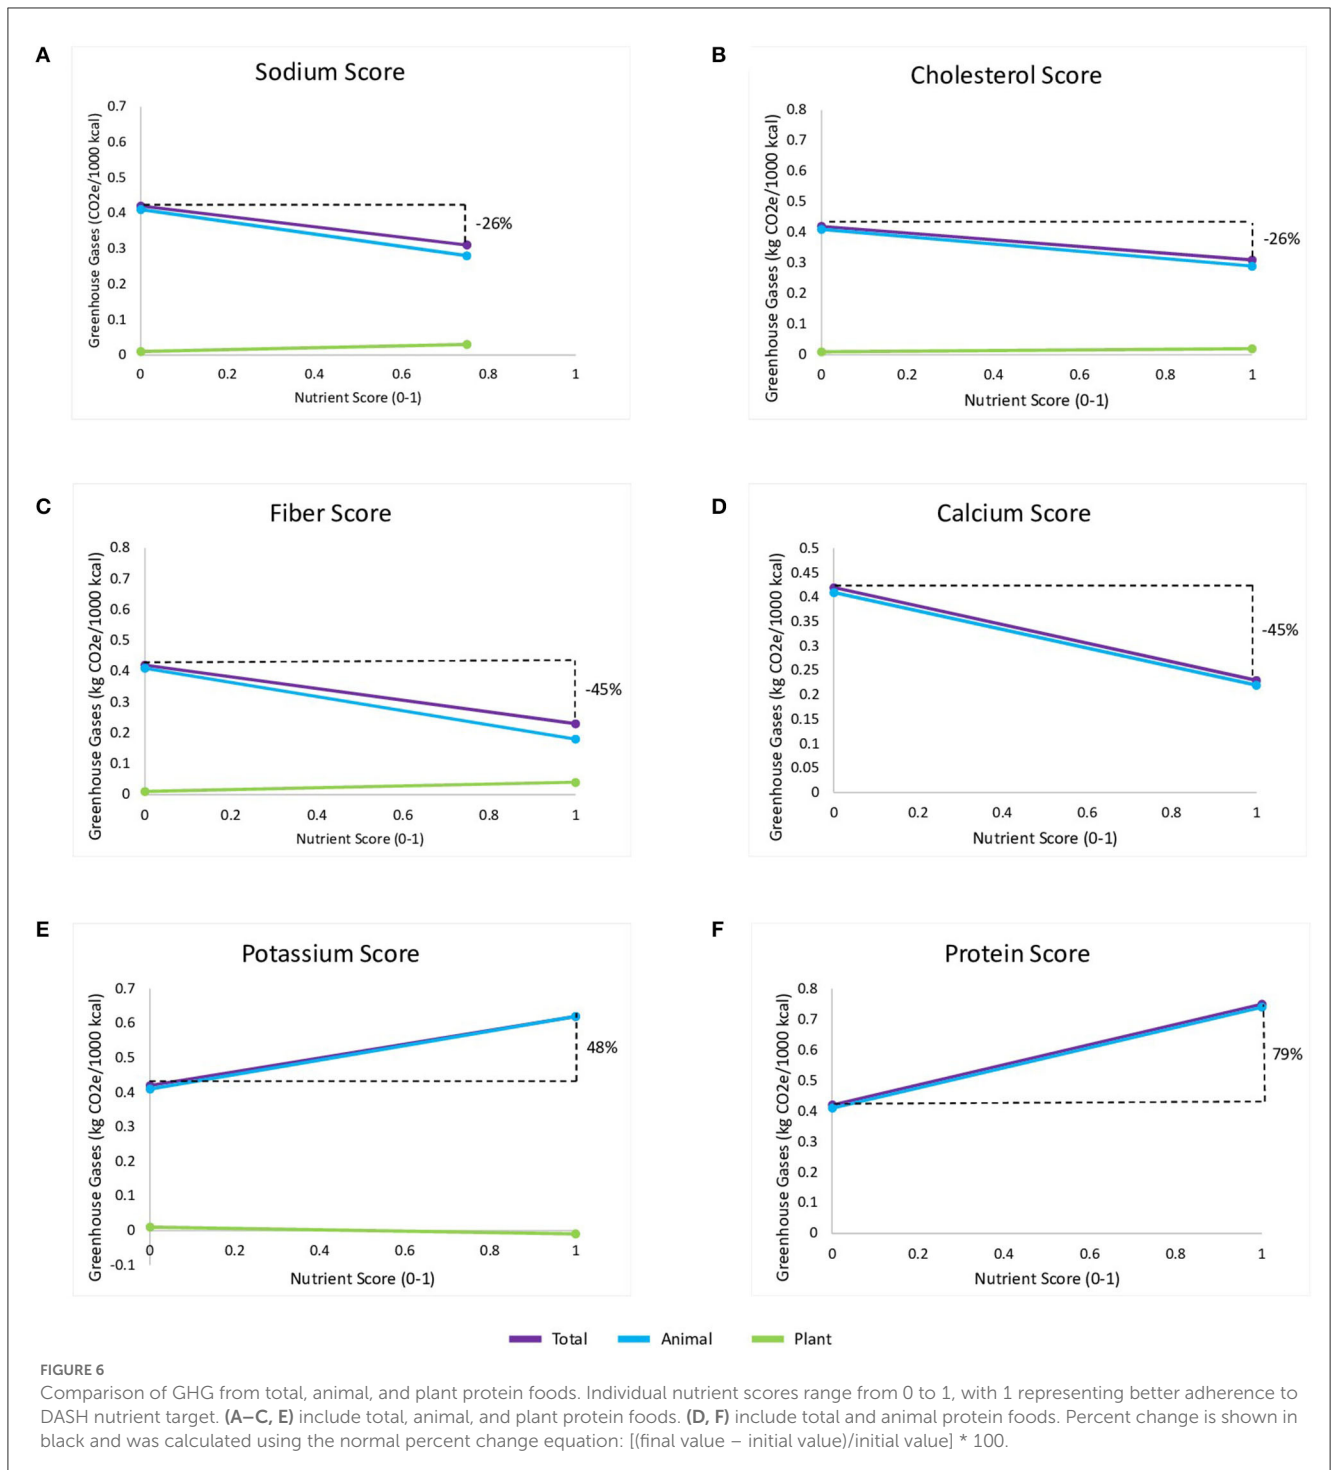 A
Sodium Score
Greenhouse Gases (CO2e/1000 kcal)
0.7
0.6
0.5
0.4
0.3
0.2
0.1
0
-26%
0 0.2 0.4 0.6 0.8 1
Nutrient Score (0-1)
B
Cholesterol Score
Greenhouse Gases (kg CO2e/1000 kcal)
0.8
0.7
0.6
0.5
0.4
0.3
0.2
0.1
0
-26%
0 0.2 0.4 0.6 0.8 1
Nutrient Score (0-1)
C
Fiber Score
Greenhouse Gases (kg CO2e/1000 kcal)
0.8
0.7
0.6
0.5
0.4
0.3
0.2
0.1
0
-45%
0 0.2 0.4 0.6 0.8 1
Nutrient Score (0-1)
D
Calcium Score
Greenhouse Gases (kg CO2e/1000 kcal)
0.5
0.45
0.4
0.35
0.3
0.25
0.2
0.15
0.1
0.05
0
-45%
0 0.2 0.4 0.6 0.8 1
Nutrient Score (0-1)
E
Potassium Score
Greenhouse Gases (kg CO2e/1000 kcal)
0.7
0.6
0.5
0.4
0.3
0.2
0.1
0
-0.1
48%
0 0.2 0.4 0.6 0.8 1
Nutrient Score (0-1)
F
Protein Score
Greenhouse Gases (kg CO2e/1000 kcal)
0.8
0.7
0.6
0.5
0.4
0.3
0.2
0.1
0
79%
0 0.2 0.4 0.6 0.8 1
Nutrient Score (0-1)
Total Animal Plant
FIGURE 6
Comparison of GHG from total, animal, and plant protein foods. Individual nutrient scores range from 0 to 1, with 1 representing better adherence to
DASH nutrient target. (A–C, E) include total, animal, and plant protein foods. (D, F) include total and animal protein foods. Percent change is shown in
black and was calculated using the normal percent change equation: [(final value – initial value)/initial value] * 100.